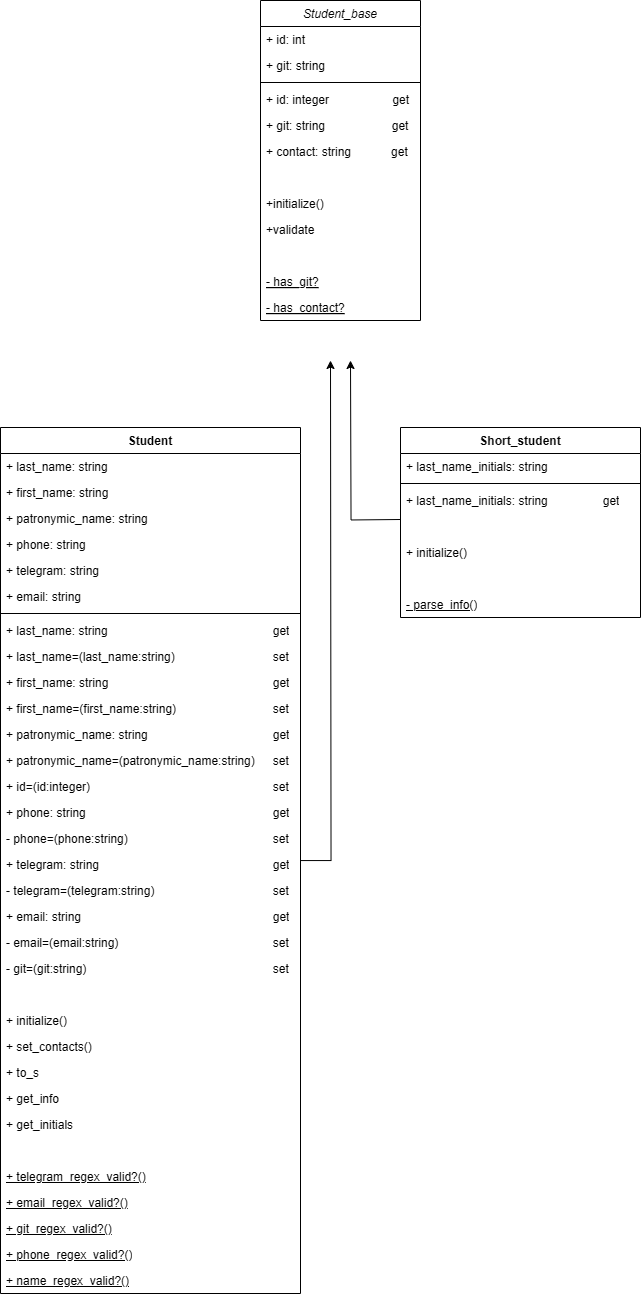 Student_base
+ id: int
+ git: string
+ id: integer get
+ git: string get
+ contact: string get
+initialize()
+validate
- has_git?
- has_contact?
Student
+ last_name: string
+ first_name: string
+ patronymic_name: string
+ phone: string
+ telegram: string
+ email: string
+ last_name: string get
+ last_name=(last_name:string) set
+ first_name: string get
+ first_name=(first_name:string) set
+ patronymic_name: string get
+ patronymic_name=(patronymic_name:string) set
+ id=(id:integer) set
+ phone: string get
- phone=(phone:string) set
+ telegram: string get
- telegram=(telegram:string) set
+ email: string get
- email=(email:string) set
- git=(git:string) set
+ initialize()
+ set_contacts()
+ to_s
+ get_info
+ get_initials
+ telegram_regex_valid?()
+ email_regex_valid?()
+ git_regex_valid?()
+ phone_regex_valid?()
+ name_regex_valid?()
Short_student
+ last_name_initials: string
+ last_name_initials: string get
+ initialize()
- parse_info()